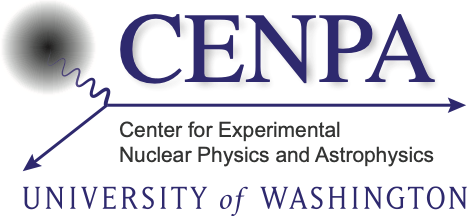 CENPA
Center for Experimental
Nuclear Physics and Astrophysics
UNIVERSITY of WASHINGTON